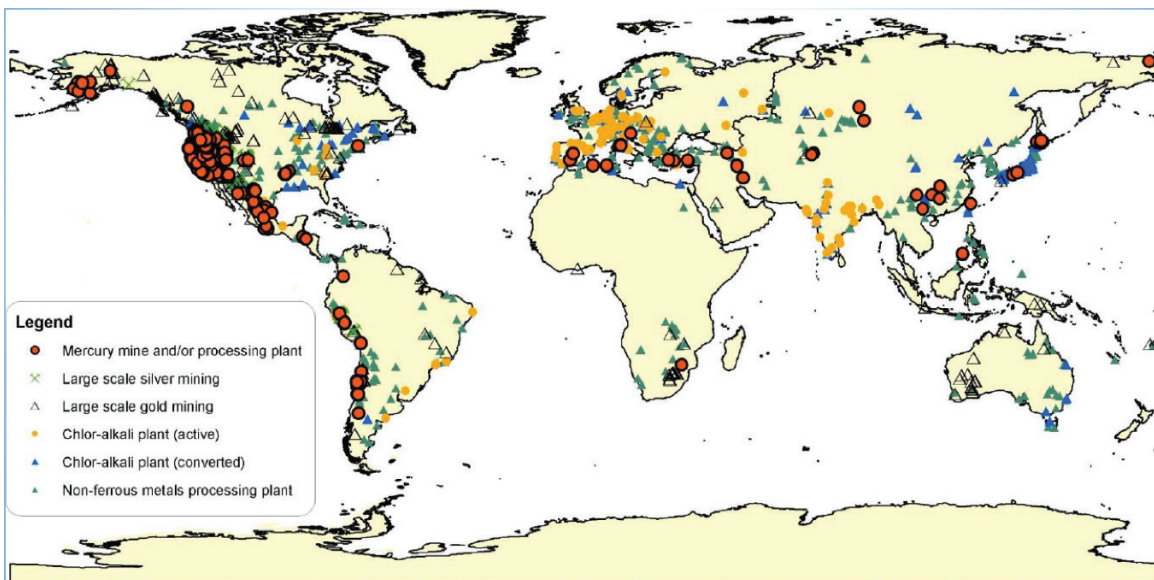 Legend
Mercury mine and/or processing plant
Large scale silver mining
Large scale gold mining
Chlor-alkali plant (active)
Chlor-alkali plant (converted)
Non-ferrous metals processing plant